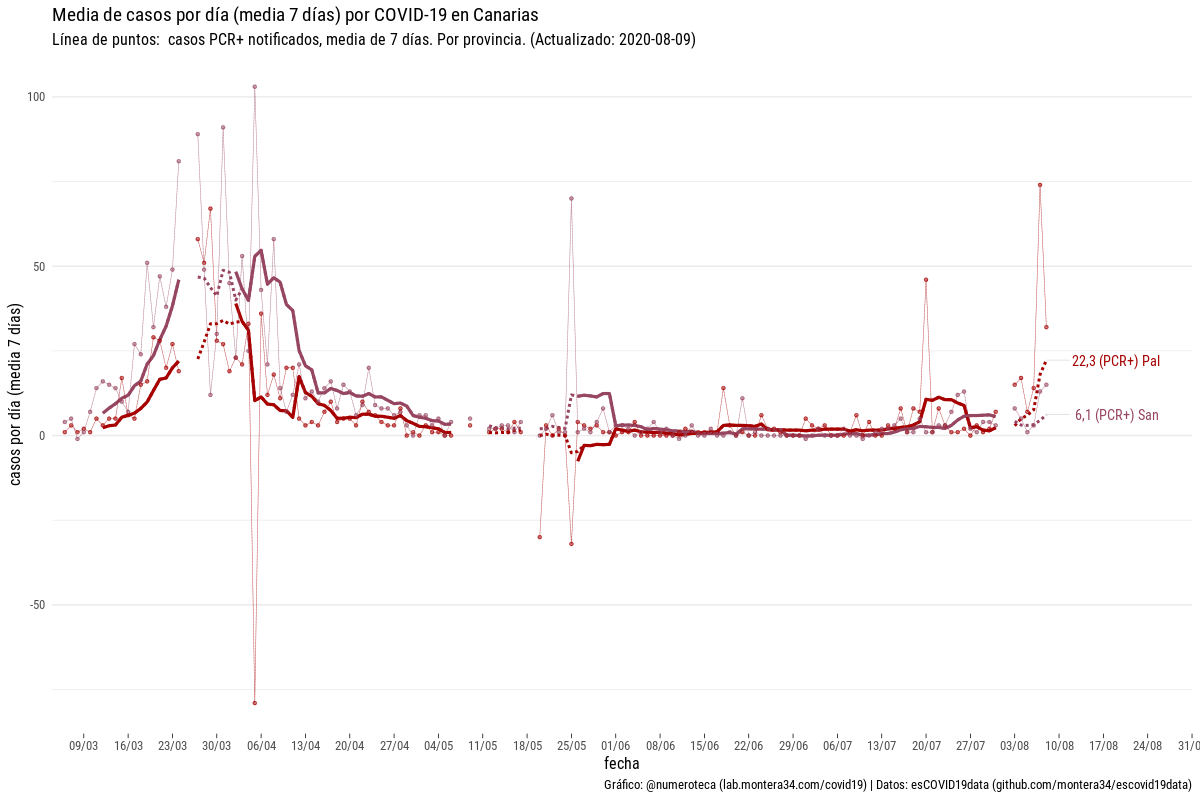 Media de casos por día (media 7 días) por COVID-19 en Canarias
Línea de puntos:  casos PCR+ notificados, media de 7 días. Por provincia. (Actualizado: 2020-08-09)
casos por día (media 7 días)
100
50
0
-50
22,3 (PCR+) Pal
6,1 (PCR+) San
09/03 16/03 23/03 30/03 06/04 13/04 20/04 27/04 04/05 11/05 18/05 25/05 01/06 08/06 15/06 22/06 29/06 06/07 13/07 20/07 27/07 03/08 10/08 17/08 24/08 31/0
fecha
Gráfico: @numeroteca (lab.montera34.com/covid19) | Datos: esCOVID19data (github.com/montera34/escovid19data)